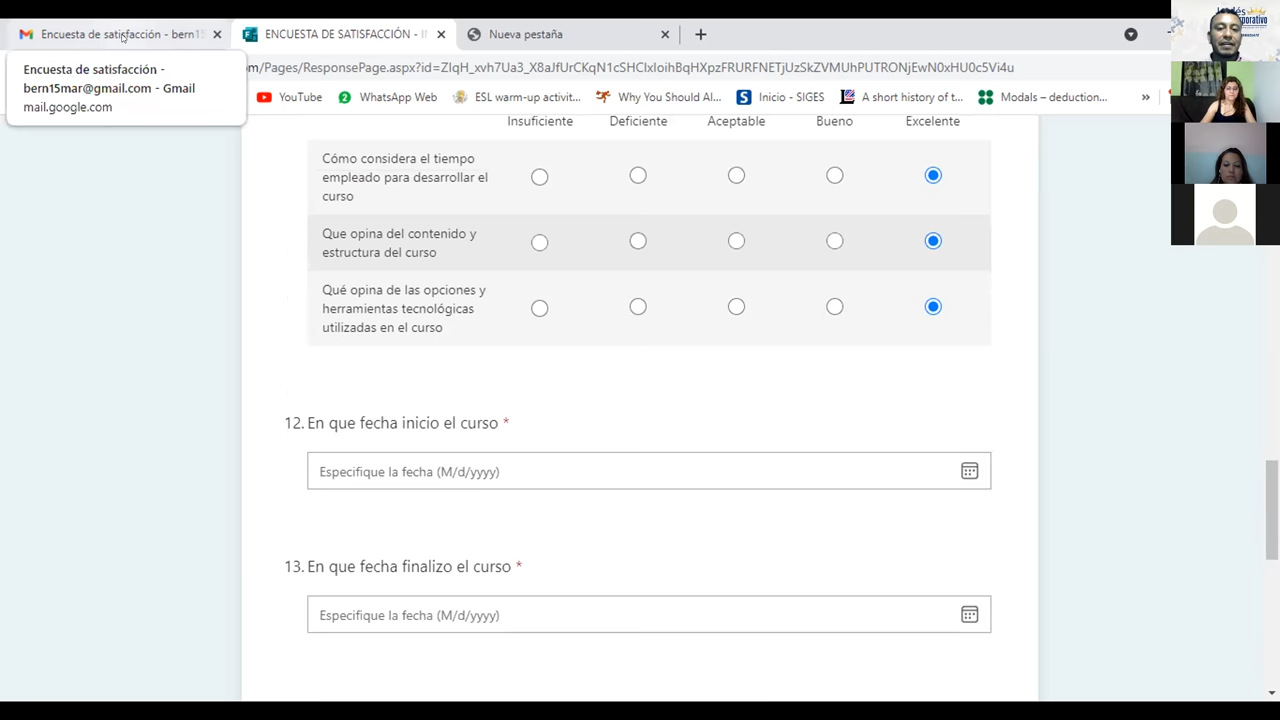 Encuesta de satisfacción - bern15
ENCUESTA DE SATISFACCIÓN - I
Nueva pestaña
Encuesta de satisfacción -
bern15mar@gmail.com - Gmail
mail.google.com
om/Pages/ResponsePage.aspx?id=ZIqH_xvh7Ua3_X8aJfUrCKqN1cSHCIxIoihBqHXpzFRURFNETjUzSkZVMUhPUTRONjEwN0xHU0c5Vi4u
YouTube
WhatsApp Web
ESL warm-up activit...
Why You Should Al...
Inicio - SIGES
A short history of t...
Modals – deduction...
»
Insuficiente
Deficiente
Aceptable
Bueno
Excelente
Cómo considera el tiempo
empleado para desarrollar el
curso
Que opina del contenido y
estructura del curso
Qué opina de las opciones y
herramientas tecnológicas
utilizadas en el curso
12. En que fecha inicio el curso *
Especifique la fecha (M/d/yyyy)
13. En que fecha finalizo el curso *
Especifique la fecha (M/d/yyyy)